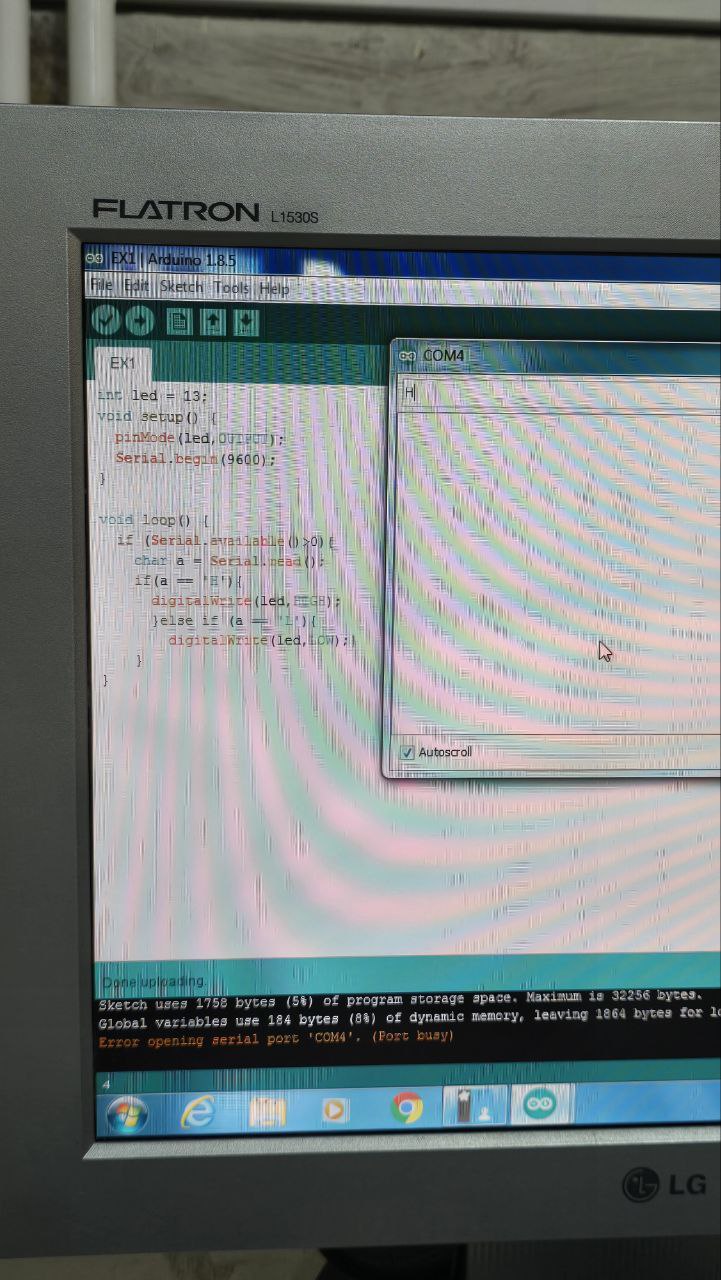 FLATRON L1530S
EX1 | Arduino 1.8.5
File Edit Sketch Tools Help
EX1
int led = 13;
void setup() {
pinMode(led,OUTPUT);
Serial.begin(9600);
}
void loop() {
if (Serial.available()>0){
char a = Serial.read();
if(a == 'H'){
digitalWrite(led,HIGH);
}else if (a == 'L'){
digitalWrite(led,LOW);}
}
}
COM4
H
Autoscroll
Done uploading.
Sketch uses 1758 bytes (5%) of program storage space. Maximum is 32256 bytes.
Global variables use 184 bytes (8%) of dynamic memory, leaving 1864 bytes for
Error opening serial port 'COM4'. (Port busy)
4
LG